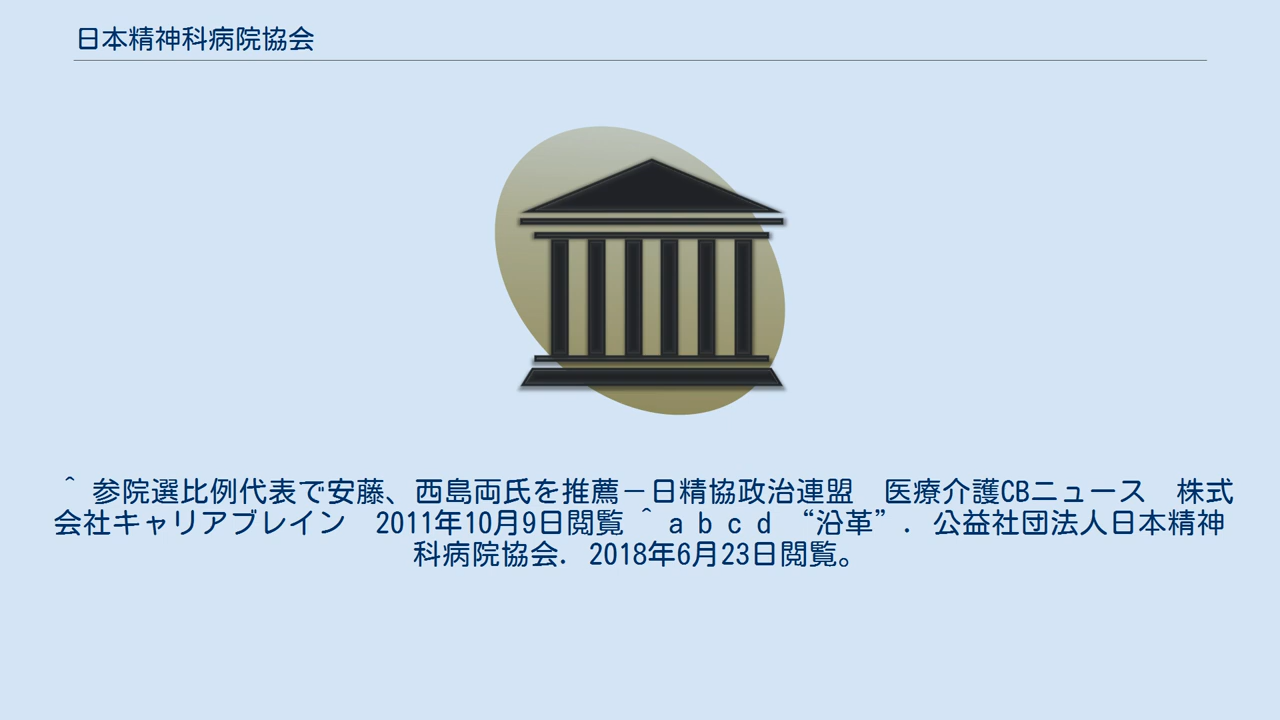 日本精神科病院協会
^ 参院選比例代表で安藤、西島両氏を推薦－日精協政治連盟　医療介護CBニュース　株式
会社キャリアブレイン　2011年10月9日閲覧 ^ a b c d “沿革”. 公益社団法人日本精神
科病院協会. 2018年6月23日閲覧。